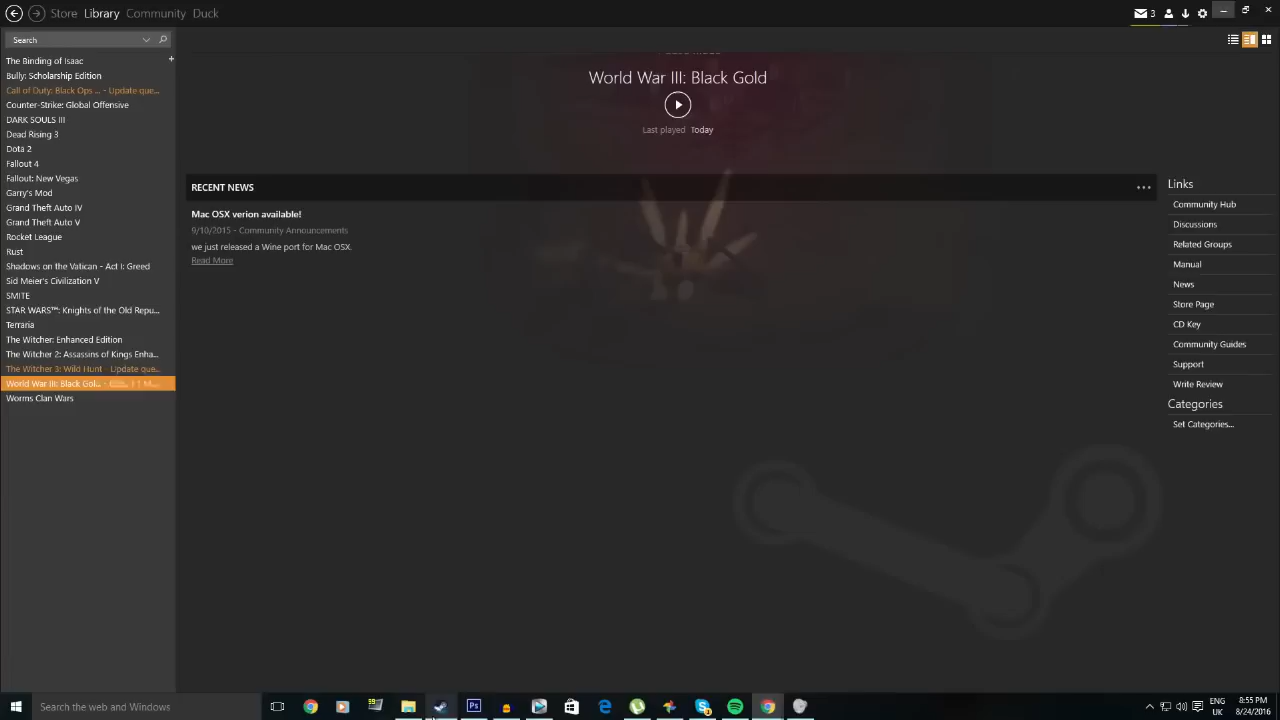 Store Library Community Duck
3
Search
The Binding of Isaac
Bully: Scholarship Edition
Call of Duty: Black Ops ... - Update que...
Counter-Strike: Global Offensive
DARK SOULS III
Dead Rising 3
Dota 2
Fallout 4
Fallout: New Vegas
Garry's Mod
Grand Theft Auto IV
Grand Theft Auto V
Rocket League
Rust
Shadows on the Vatican - Act I: Greed
Sid Meier's Civilization V
SMITE
STAR WARS™: Knights of the Old Repu...
Terraria
The Witcher: Enhanced Edition
The Witcher 2: Assassins of Kings Enha...
The Witcher 3: Wild Hunt - Update que...
World War III: Black Gol... -
Worms Clan Wars
World War III: Black Gold
Last played Today
RECENT NEWS
Mac OSX verion available!
9/10/2015 - Community Announcements
we just released a Wine port for Mac OSX.
Read More
Links
Community Hub
Discussions
Related Groups
Manual
News
Store Page
CD Key
Community Guides
Support
Write Review
Categories
Set Categories...
Search the web and Windows
Ps
ENG
UK
8:55 PM
8/24/2016